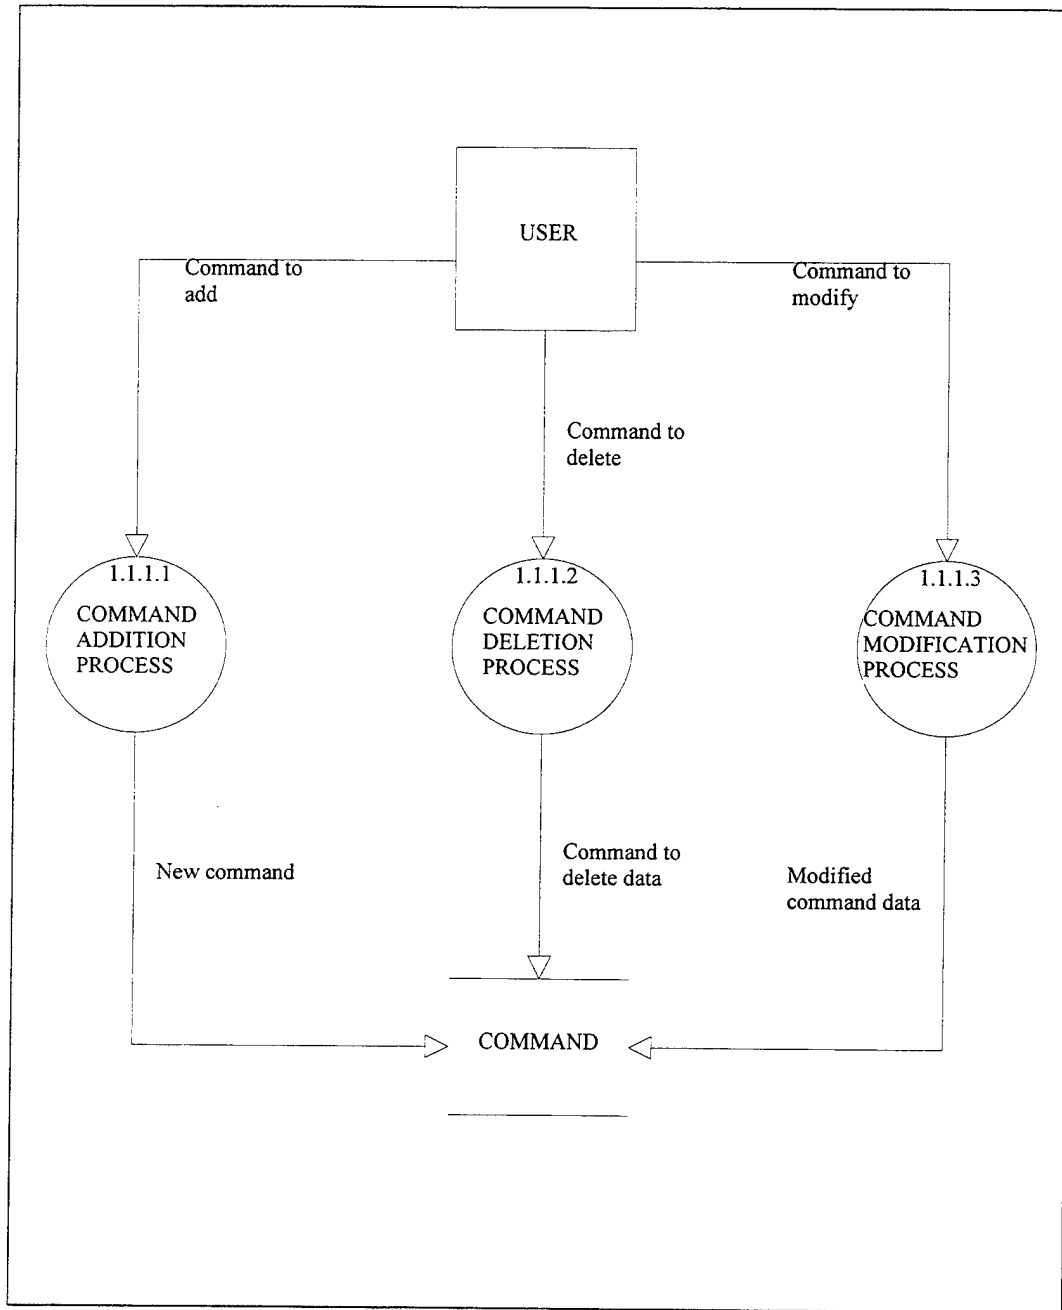 USER
Command to
add
Command to
modify
Command to
delete
1.1.1.1
COMMAND
ADDITION
PROCESS
1.1.1.2
COMMAND
DELETION
PROCESS
1.1.1.3
COMMAND
MODIFICATION
PROCESS
New command
Command to
delete data
Modified
command data
COMMAND